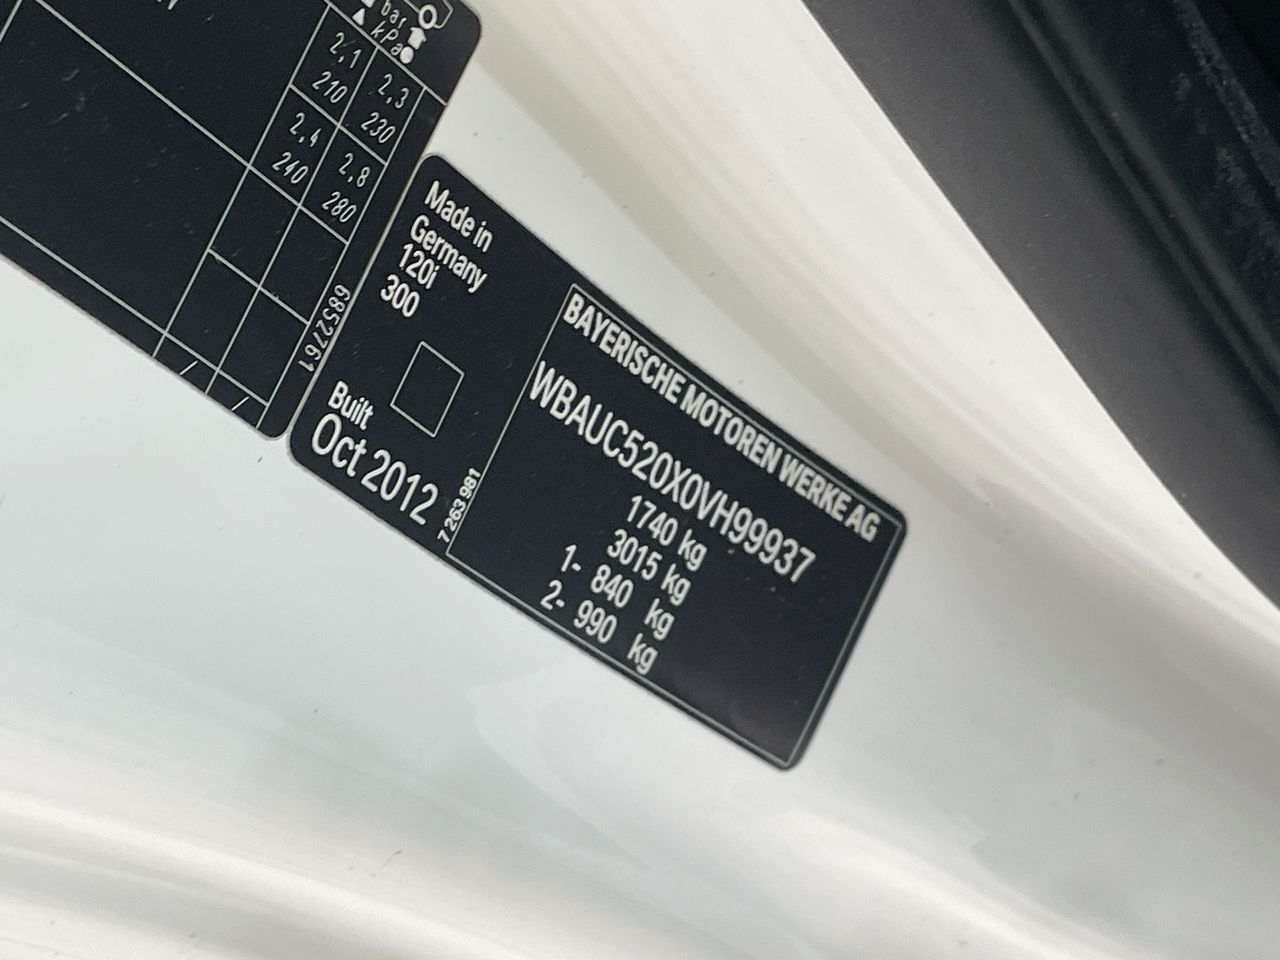 bar
kPa
2,1 2,3
210 230
2,4 2,8
240 280
6852761
Made in
Germany
120i
300
Built
Oct 2012
7 263 981
BAYERISCHE MOTOREN WERKE AG
WBAUC520X0VH99937
1740 kg
3015 kg
1- 840 kg
2- 990 kg